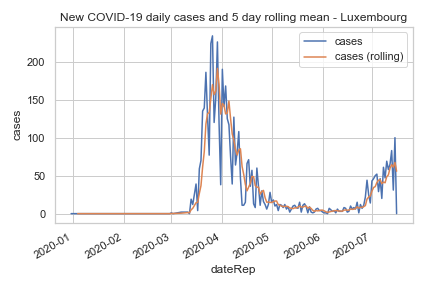 New COVID-19 daily cases and 5 day rolling mean - Luxembourg
cases
cases (rolling)
200
150
100
50
0
cases
2020-01
2020-02
2020-03
2020-04
2020-05
2020-06
2020-07
dateRep